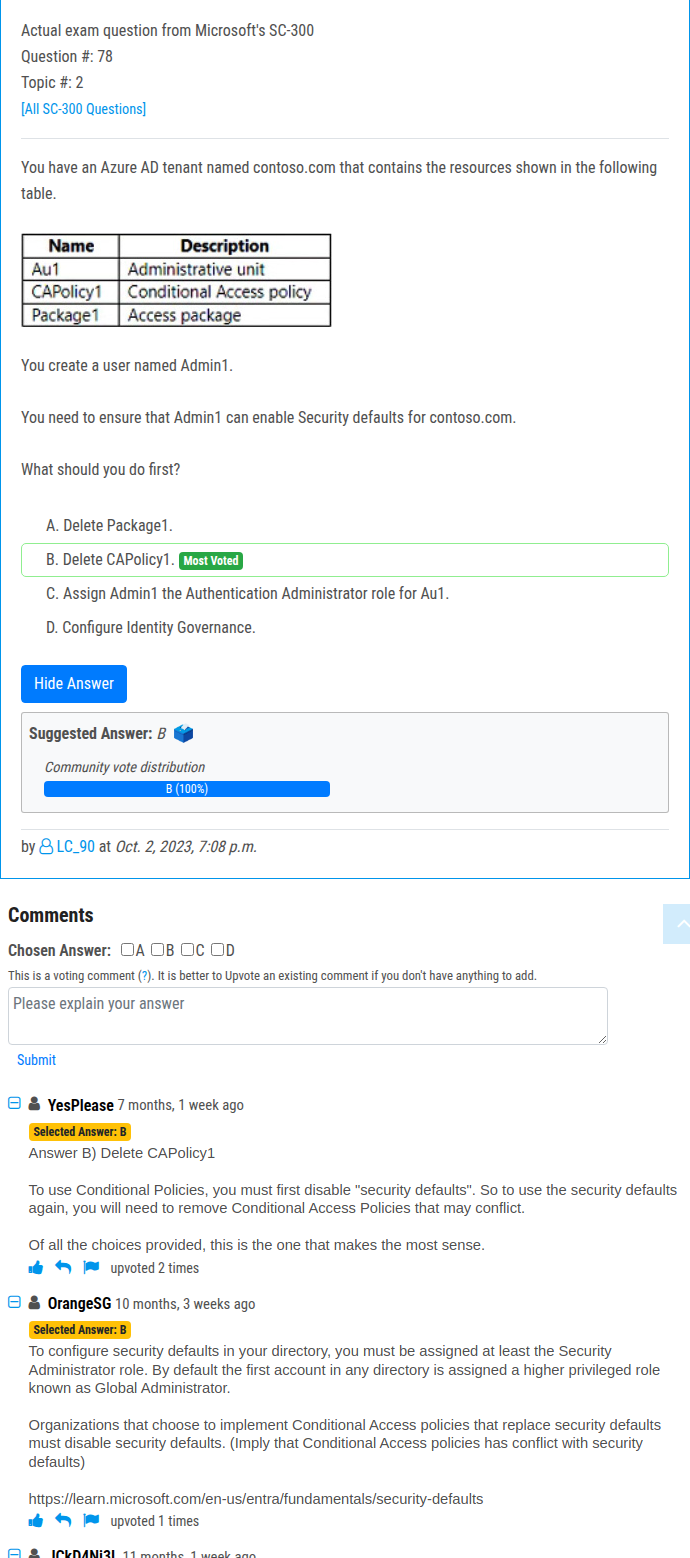 Actual exam question from Microsoft's SC-300
Question #: 78
Topic #: 2
[All SC-300 Questions]
You have an Azure AD tenant named contoso.com that contains the resources shown in the following
table.
Name Description
Au1 Administrative unit
CAPolicy1 Conditional Access policy
Package1 Access package
You create a user named Admin1.
You need to ensure that Admin1 can enable Security defaults for contoso.com.
What should you do first?
A. Delete Package1.
B. Delete CAPolicy1. Most Voted
C. Assign Admin1 the Authentication Administrator role for Au1.
D. Configure Identity Governance.
Hide Answer
Suggested Answer: B
Community vote distribution
B (100%)
by LC_90 at Oct. 2, 2023, 7:08 p.m.
Comments
Chosen Answer: A B C D
This is a voting comment (?). It is better to Upvote an existing comment if you don't have anything to add.
Please explain your answer
Submit
YesPlease 7 months, 1 week ago
Selected Answer: B
Answer B) Delete CAPolicy1
To use Conditional Policies, you must first disable "security defaults". So to use the security defaults
again, you will need to remove Conditional Access Policies that may conflict.
Of all the choices provided, this is the one that makes the most sense.
upvoted 2 times
OrangeSG 10 months, 3 weeks ago
Selected Answer: B
To configure security defaults in your directory, you must be assigned at least the Security
Administrator role. By default the first account in any directory is assigned a higher privileged role
known as Global Administrator.
Organizations that choose to implement Conditional Access policies that replace security defaults
must disable security defaults. (Imply that Conditional Access policies has conflict with security
defaults)
https://learn.microsoft.com/en-us/entra/fundamentals/security-defaults
upvoted 1 times
11 months, 1 week ago